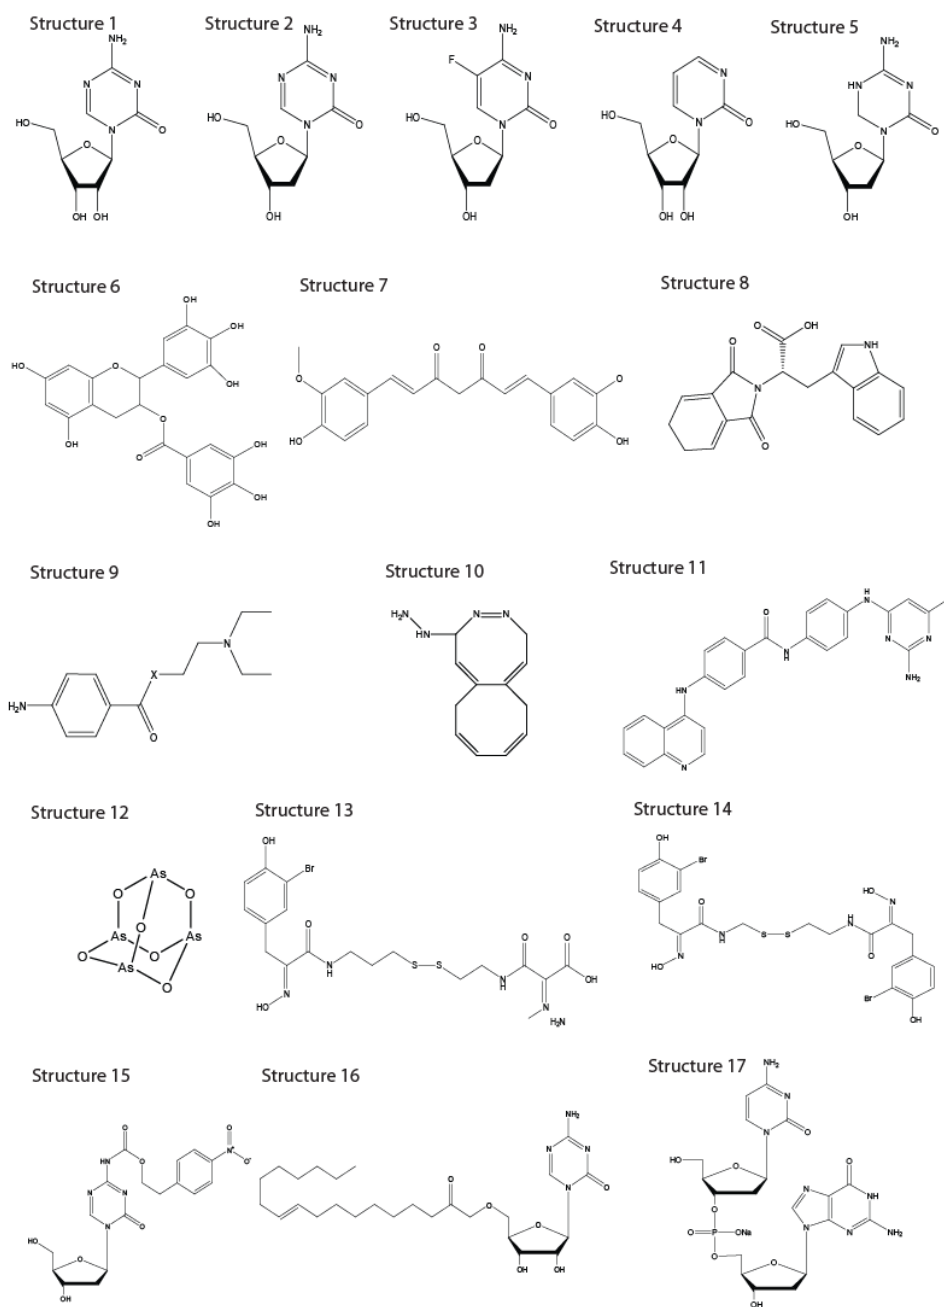 Structure 1 Structure 2 Structure 3 Structure 4 Structure 5
NH₂ NH₂ NH₂ NH₂
F HN
N N N N N N N
N O N O N O N O N O
HO HO HO HO HO
O O O O O
OH OH OH OH OH OH OH
Structure 6 Structure 7 Structure 8
OH
OH
HO O OH
OH O
O
OH
OH
OH
O O
O O
HO OH
O OH
O NH
N
O
Structure 9 Structure 10 Structure 11
N
X
H₂N O
H₂N
HN
N N
H
N
O
N
H
N N
NH₂
HN
N
Structure 12 Structure 13 Structure 14
As
O O
O
As As
O As O
O
OH
Br
O
N
H
S S
N
H
O O
OH
N
HO
N
H₂N
OH
Br
O
N
H
S S
H
N
O
HO
N
N
HO
Br
OH
Structure 15 Structure 16 Structure 17
O O
N⁺
O⁻
HN O
N N
N O
HO
O
OH
NH₂
N N
O N O
O
O
OH OH
NH₂
N
N O
HO
O
O
O P ONa
O
N O
NH
N N NH₂
O
OH